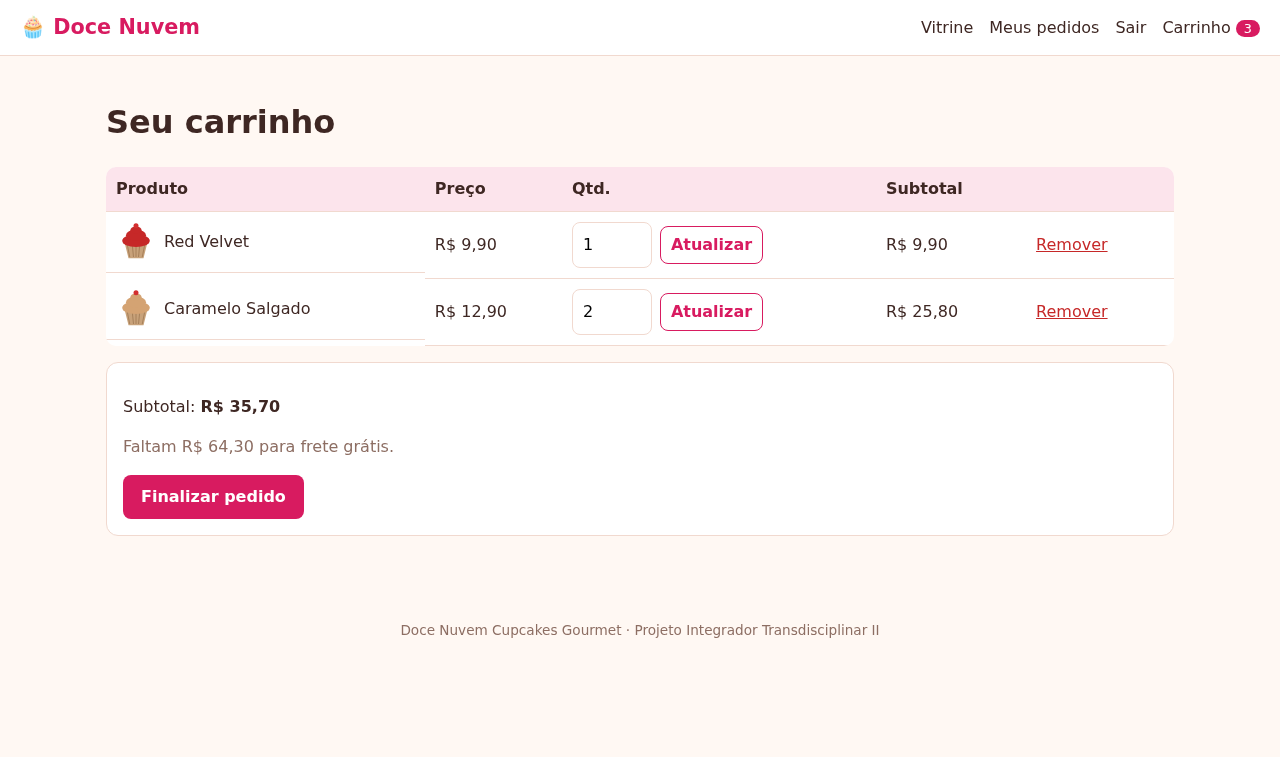 🧁 Doce Nuvem Vitrine Meus pedidos Sair Carrinho 3
Seu carrinho
Produto Preço Qtd. Subtotal
Red Velvet R$ 9,90 1 Atualizar R$ 9,90 Remover
Caramelo Salgado R$ 12,90 2 Atualizar R$ 25,80 Remover
Subtotal: R$ 35,70
Faltam R$ 64,30 para frete grátis.
Finalizar pedido
Doce Nuvem Cupcakes Gourmet · Projeto Integrador Transdisciplinar II